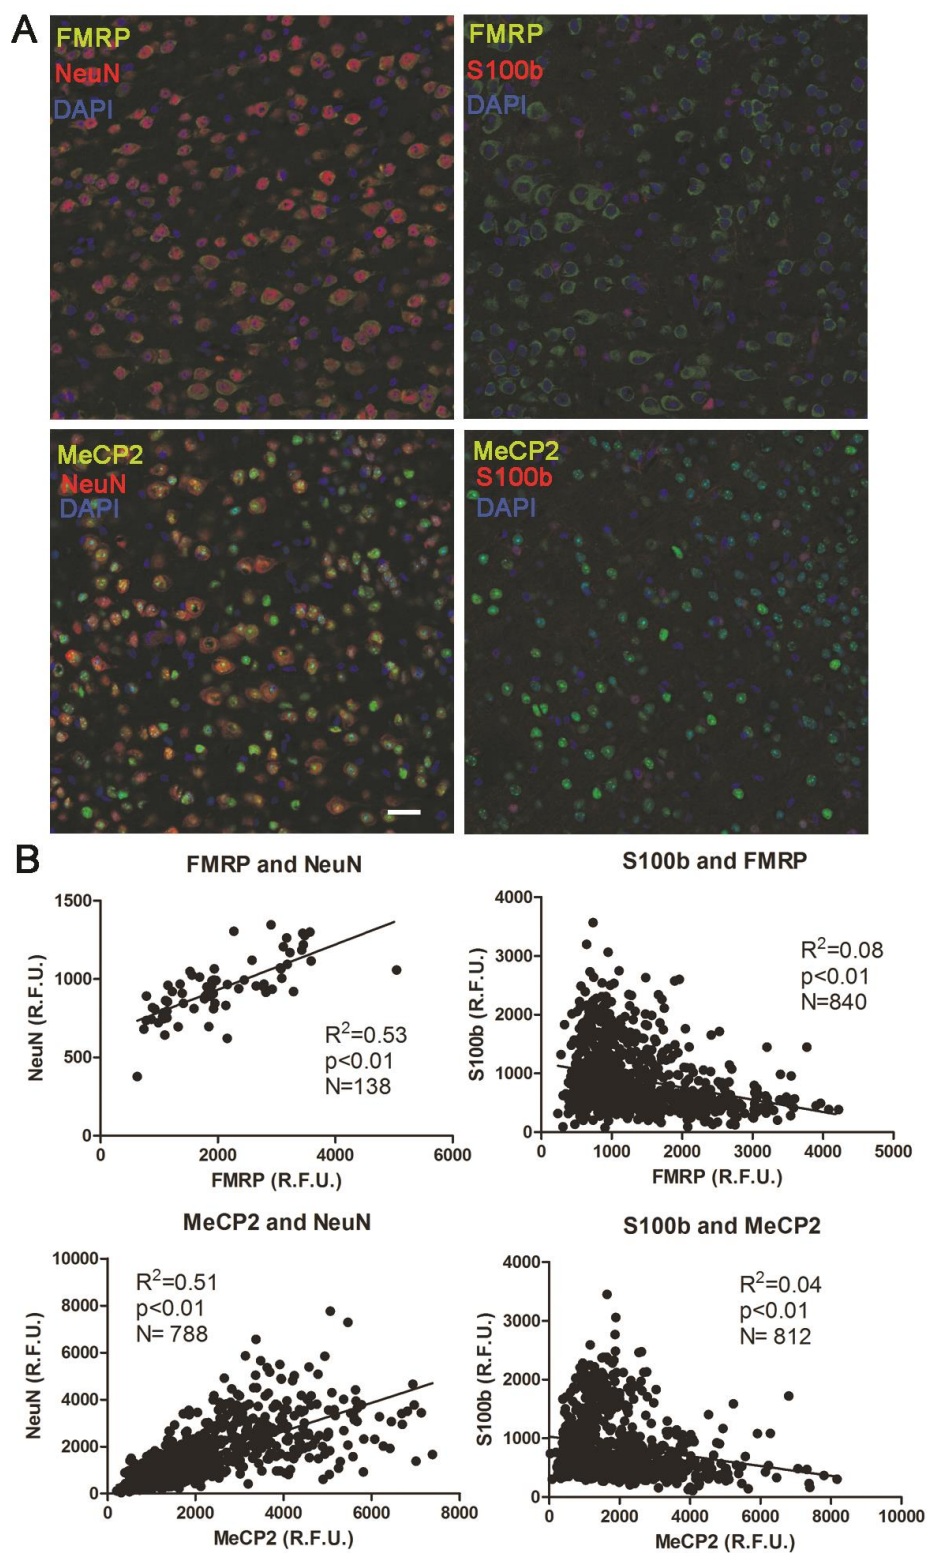 A
FMRP
NeuN
DAPI
FMRP
S100b
DAPI
MeCP2
NeuN
DAPI
MeCP2
S100b
DAPI
B
FMRP and NeuN
1500
1000
500
0
NeuN (R.F.U.)
R²=0.53
p<0.01
N=138
0 2000 4000 6000
FMRP (R.F.U.)
S100b and FMRP
4000
3000
2000
1000
0
S100b (R.F.U.)
R²=0.08
p<0.01
N=840
0 1000 2000 3000 4000 5000
FMRP (R.F.U.)
MeCP2 and NeuN
10000
8000
6000
4000
2000
0
NeuN (R.F.U.)
R²=0.51
p<0.01
N= 788
0 2000 4000 6000 8000
MeCP2 (R.F.U.)
S100b and MeCP2
4000
3000
2000
1000
0
S100b (R.F.U.)
R²=0.04
p<0.01
N= 812
0 2000 4000 6000 8000 10000
MeCP2 (R.F.U.)